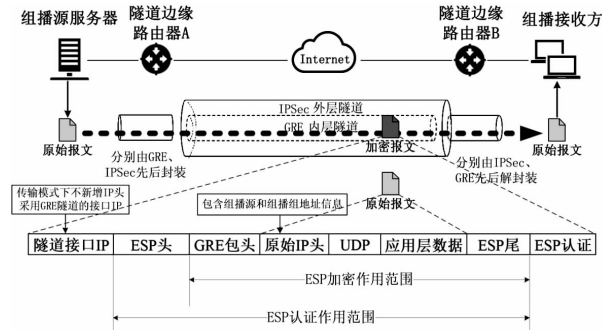 组播源服务器
隧道边缘
路由器A
Internet
隧道边缘
路由器B
组播接收方
IPSec 外层隧道
GRE 内层隧道
原始报文
加密报文
原始报文
分别由GRE、
IPSec先后封装
分别由IPSec、
GRE先后解封装
传输模式下不新增IP头
采用GRE隧道的接口IP
包含组播源和组播组地址信息
原始报文
隧道接口IP
ESP头
GRE包头
原始IP头
UDP
应用层数据
ESP尾
ESP认证
ESP加密作用范围
ESP认证作用范围